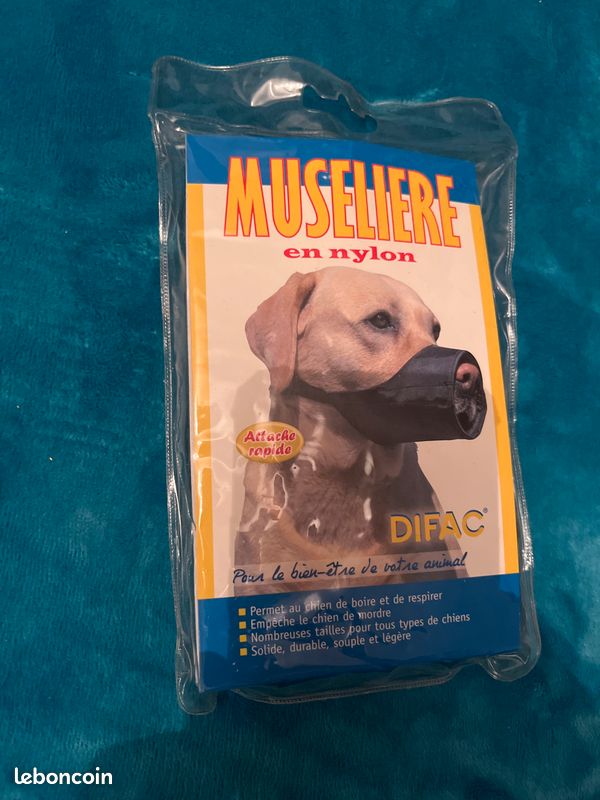 MUSELIERE
en nylon
Attache
rapide
DIFAC®
Pour le bien-être de votre animal
Permet au chien de boire et de respirer
Empêche le chien de mordre
Nombreuses tailles pour tous types de chiens
Solide, durable, souple et légère
leboncoin